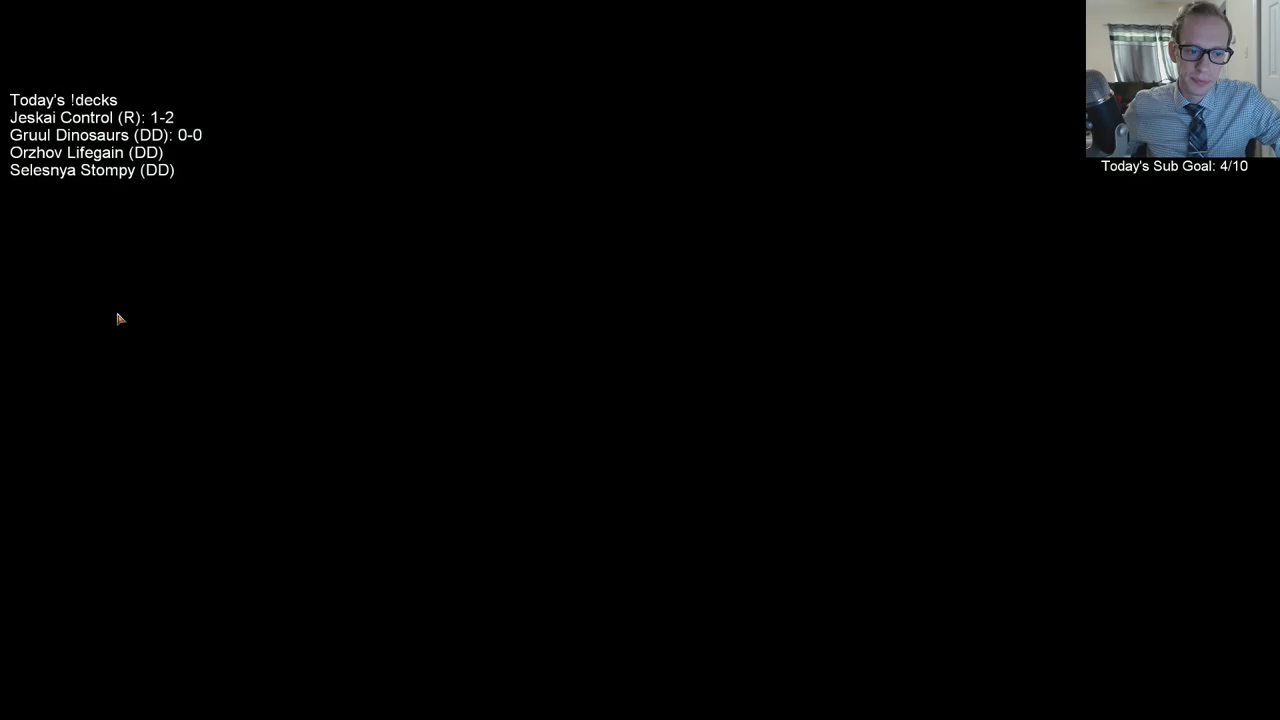 Today's !decks
Jeskai Control (R): 1-2
Gruul Dinosaurs (DD): 0-0
Orzhov Lifegain (DD)
Selesnya Stompy (DD)
Today's Sub Goal: 4/10